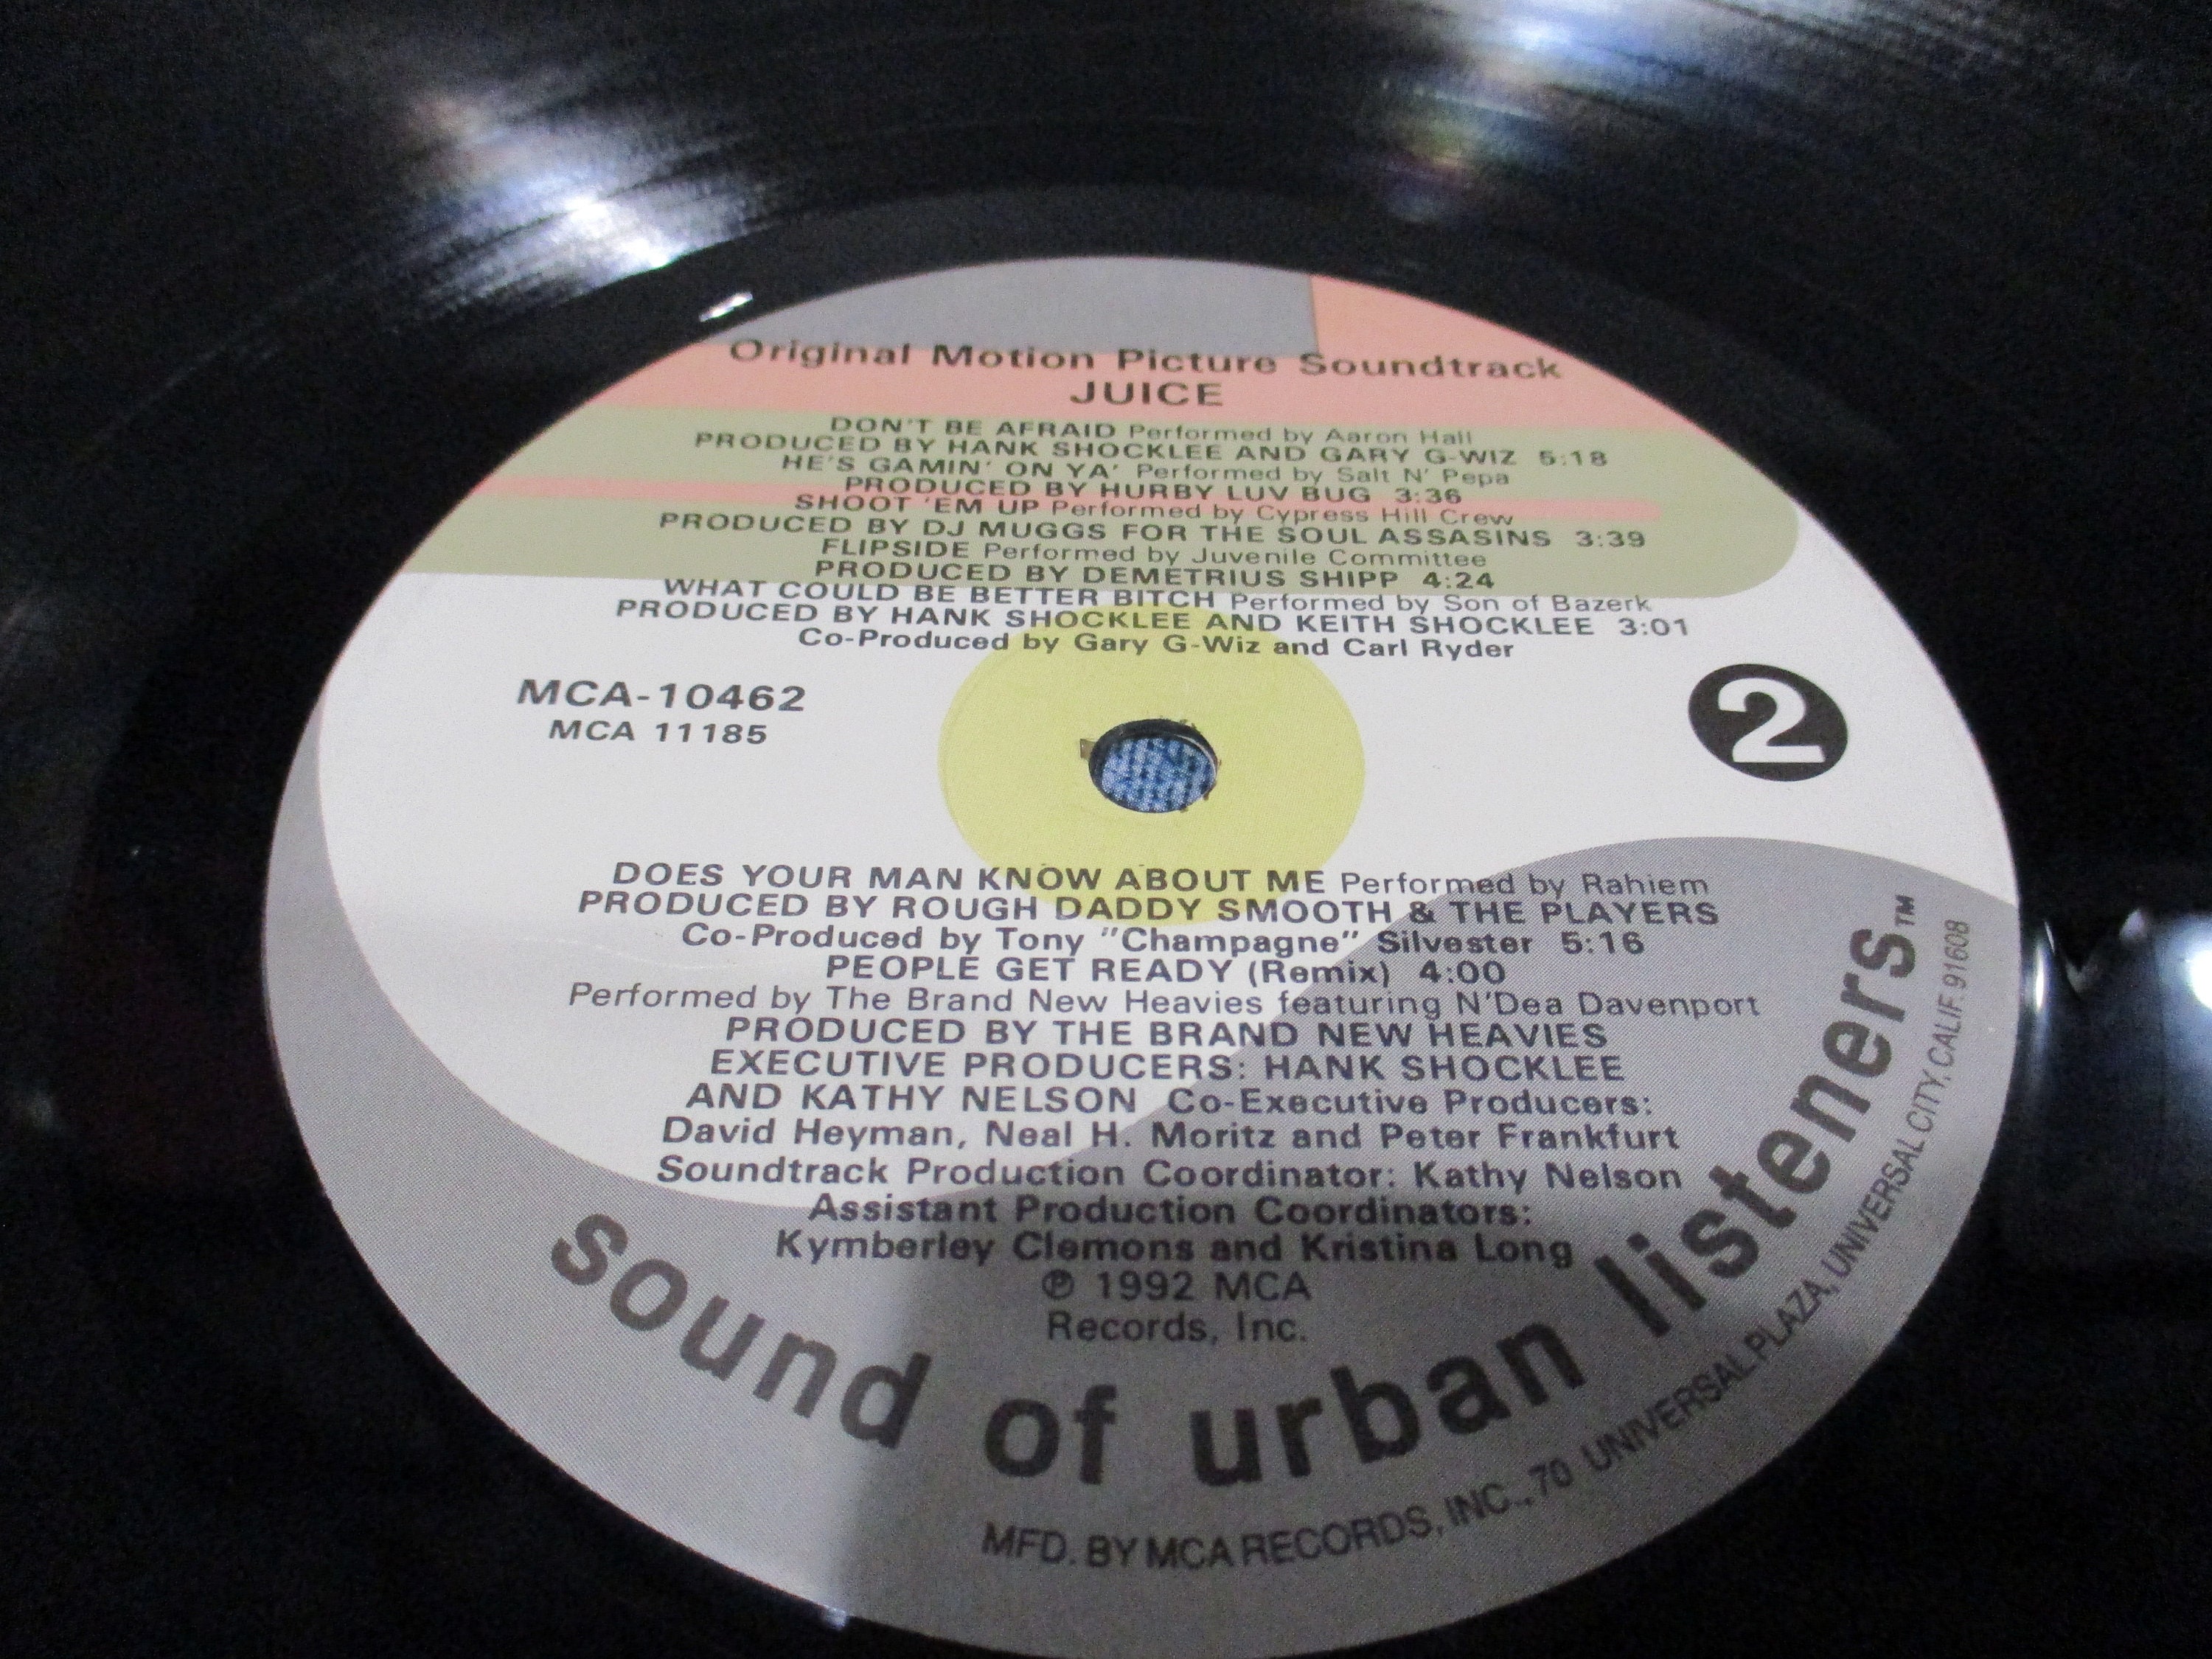 Original Motion Picture Soundtrack
JUICE
DON'T BE AFRAID Performed by Aaron Hall
PRODUCED BY HANK SHOCKLEE AND GARY G-WIZ 5:18
HE'S GAMIN' ON YA' Performed by Salt N' Pepa
PRODUCED BY HURBY LUV BUG 3:36
SHOOT 'EM UP Performed by Cypress Hill Crew
PRODUCED BY DJ MUGGS FOR THE SOUL ASSASINS 3:39
FLIPSIDE Performed by Juvenile Committee
PRODUCED BY DEMETRIUS SHIPP 4:24
WHAT COULD BE BETTER BITCH Performed by Son of Bazerk
PRODUCED BY HANK SHOCKLEE AND KEITH SHOCKLEE 3:01
Co-Produced by Gary G-Wiz and Carl Ryder
MCA-10462
MCA 11185
2
DOES YOUR MAN KNOW ABOUT ME Performed by Rahiem
PRODUCED BY ROUGH DADDY SMOOTH & THE PLAYERS
Co-Produced by Tony "Champagne" Silvester 5:16
PEOPLE GET READY (Remix) 4:00
Performed by The Brand New Heavies featuring N'Dea Davenport
PRODUCED BY THE BRAND NEW HEAVIES
EXECUTIVE PRODUCERS: HANK SHOCKLEE
AND KATHY NELSON Co-Executive Producers:
David Heyman, Neal H. Moritz and Peter Frankfurt
Soundtrack Production Coordinator: Kathy Nelson
Assistant Production Coordinators:
Kymberley Clemons and Kristina Long
℗ 1992 MCA
Records, Inc.
sound of urban listeners™
MFD. BY MCA RECORDS, INC., 70 UNIVERSAL PLAZA, UNIVERSAL CITY, CALIF. 91608